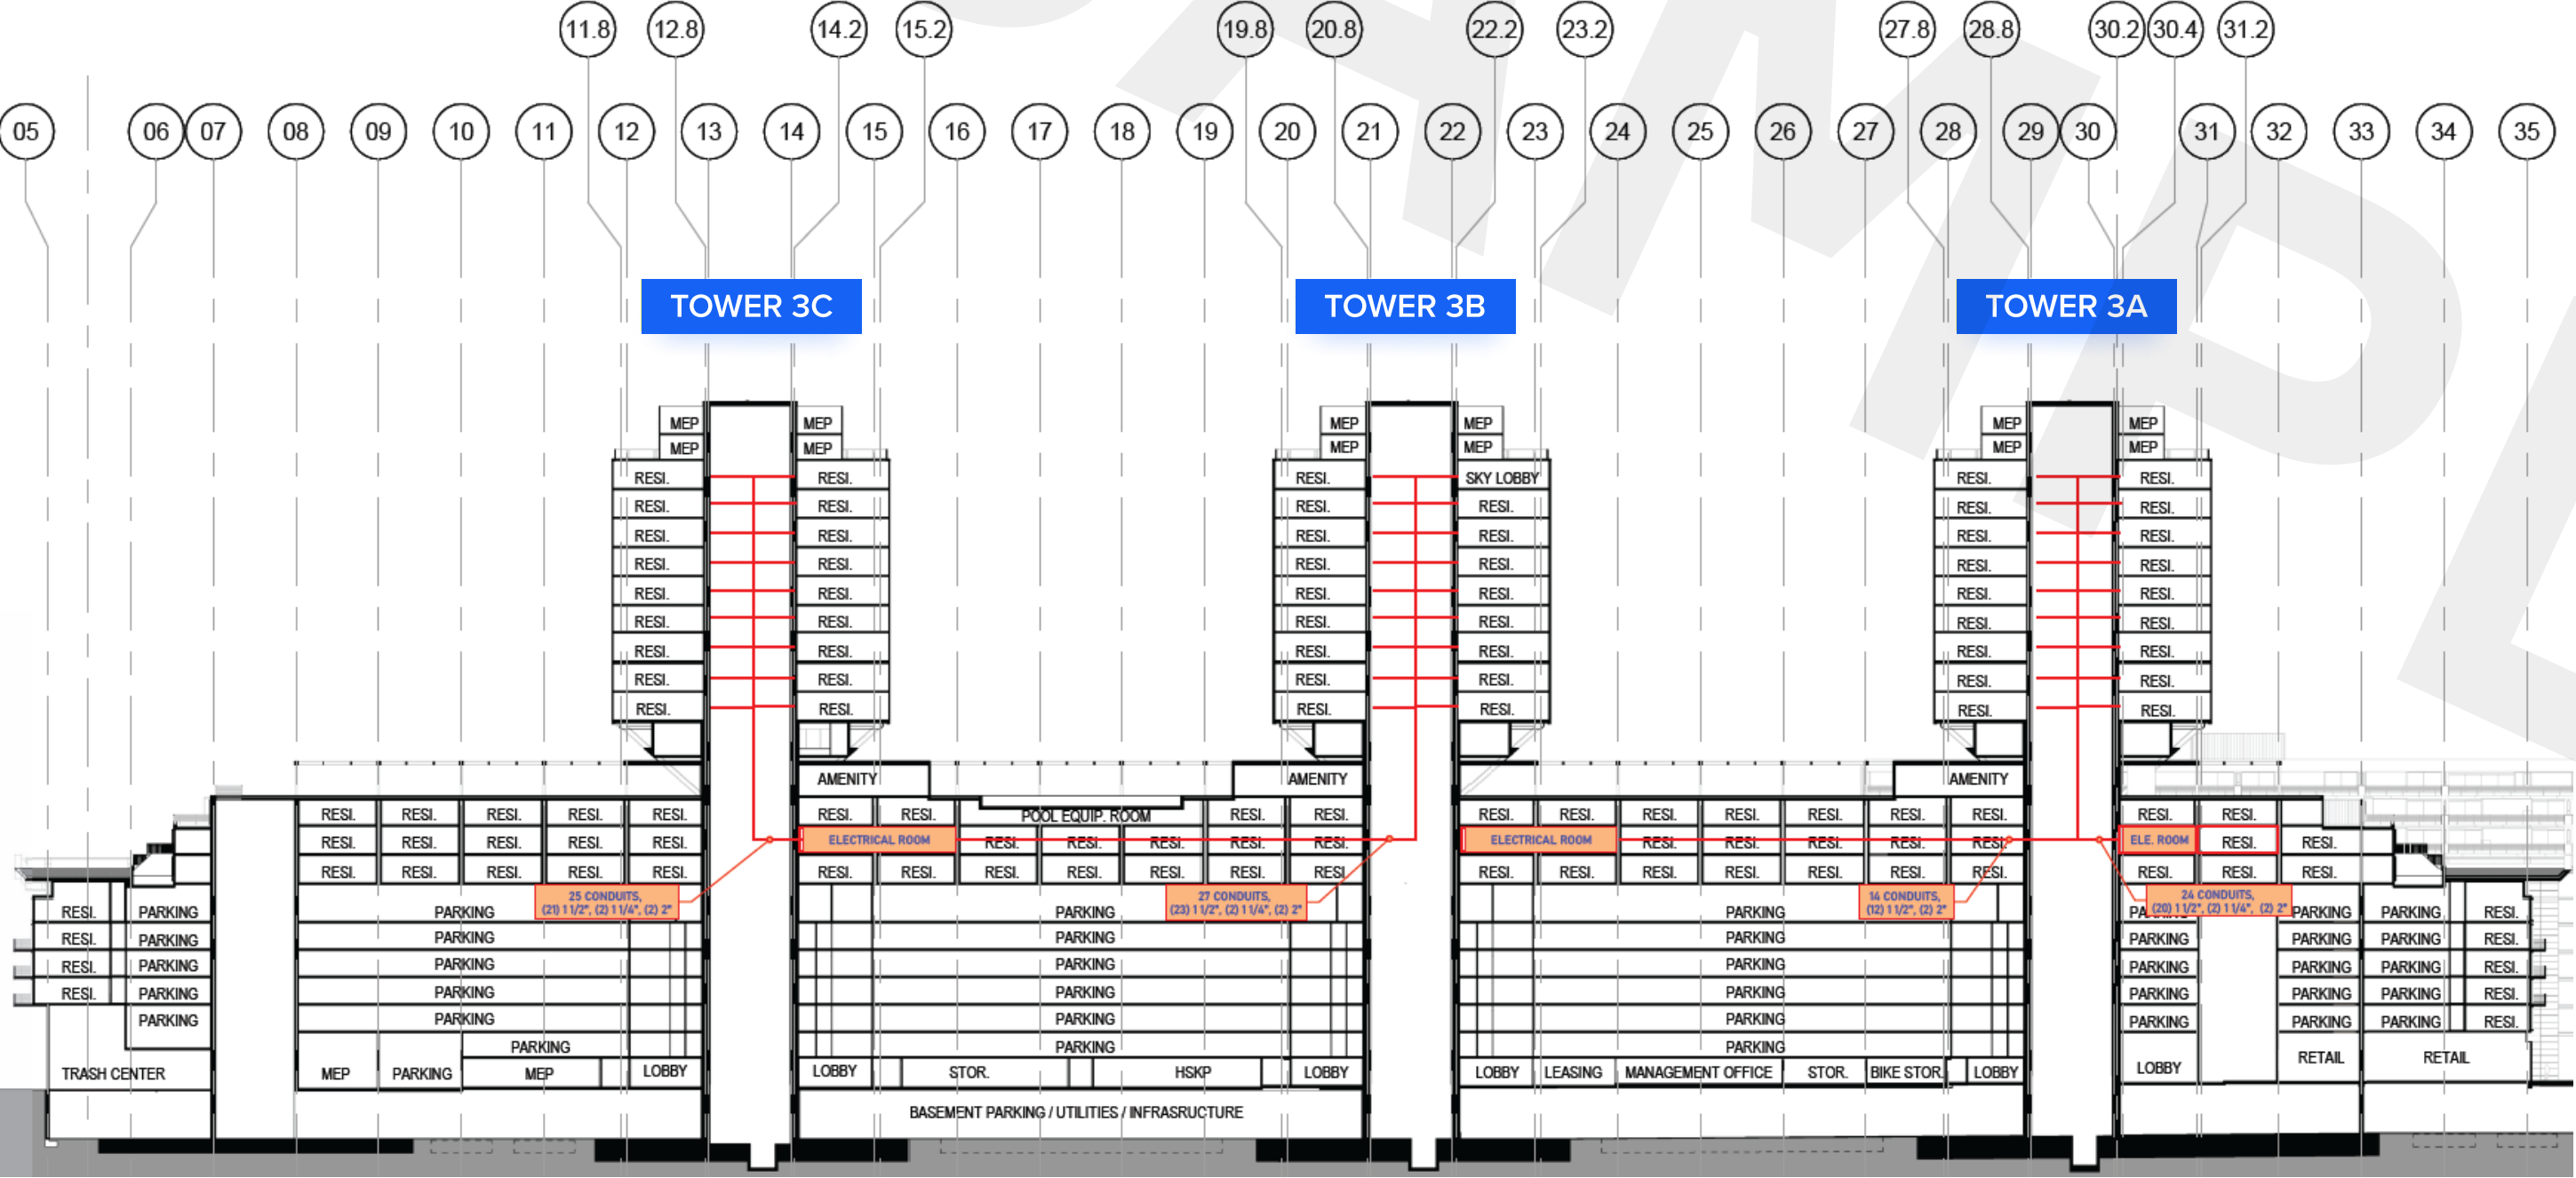 11.8 12.8 14.2 15.2 19.8 20.8 22.2 23.2 27.8 28.8 30.2 30.4 31.2
05 06 07 08 09 10 11 12 13 14 15 16 17 18 19 20 21 22 23 24 25 26 27 28 29 30 31 32 33 34 35
TOWER 3C TOWER 3B TOWER 3A
MEP MEP MEP MEP MEP MEP
MEP MEP MEP MEP MEP MEP
RESI. RESI. RESI. SKY LOBBY RESI. RESI.
RESI. RESI. RESI. RESI. RESI. RESI.
RESI. RESI. RESI. RESI. RESI. RESI.
RESI. RESI. RESI. RESI. RESI. RESI.
RESI. RESI. RESI. RESI. RESI. RESI.
RESI. RESI. RESI. RESI. RESI. RESI.
RESI. RESI. RESI. RESI. RESI. RESI.
RESI. RESI. RESI. RESI. RESI. RESI.
RESI. RESI. RESI. RESI. RESI. RESI.
AMENITY AMENITY AMENITY
RESI. RESI. RESI. RESI. RESI. RESI. RESI. POOL EQUIP. ROOM RESI. RESI. RESI. RESI. RESI. RESI. RESI. RESI. RESI. RESI. RESI.
RESI. RESI. RESI. RESI. RESI. ELECTRICAL ROOM RESI. RESI. RESI. RESI. RESI. ELECTRICAL ROOM RESI. RESI. RESI. RESI. RESI. ELE. ROOM RESI. RESI.
RESI. RESI. RESI. RESI. RESI. RESI. RESI. RESI. RESI. RESI. RESI. RESI. RESI. RESI. RESI. RESI. RESI. RESI. RESI. RESI. RESI. RESI.
25 CONDUITS,
(21) 1 1/2", (2) 1 1/4", (2) 2"
27 CONDUITS,
(23) 1 1/2", (2) 1 1/4", (2) 2"
14 CONDUITS,
(12) 1 1/2", (2) 2"
24 CONDUITS,
(20) 1 1/2", (2) 1 1/4", (2) 2"
RESI. PARKING PARKING PARKING PARKING PARKING PARKING PARKING RESI.
RESI. PARKING PARKING PARKING PARKING PARKING PARKING PARKING RESI.
RESI. PARKING PARKING PARKING PARKING PARKING PARKING PARKING RESI.
RESI. PARKING PARKING PARKING PARKING PARKING PARKING PARKING RESI.
PARKING PARKING PARKING PARKING PARKING PARKING PARKING RESI.
PARKING PARKING PARKING
TRASH CENTER MEP PARKING MEP LOBBY LOBBY STOR. HSKP LOBBY LOBBY LEASING MANAGEMENT OFFICE STOR. BIKE STOR. LOBBY LOBBY RETAIL RETAIL
BASEMENT PARKING / UTILITIES / INFRASRUCTURE